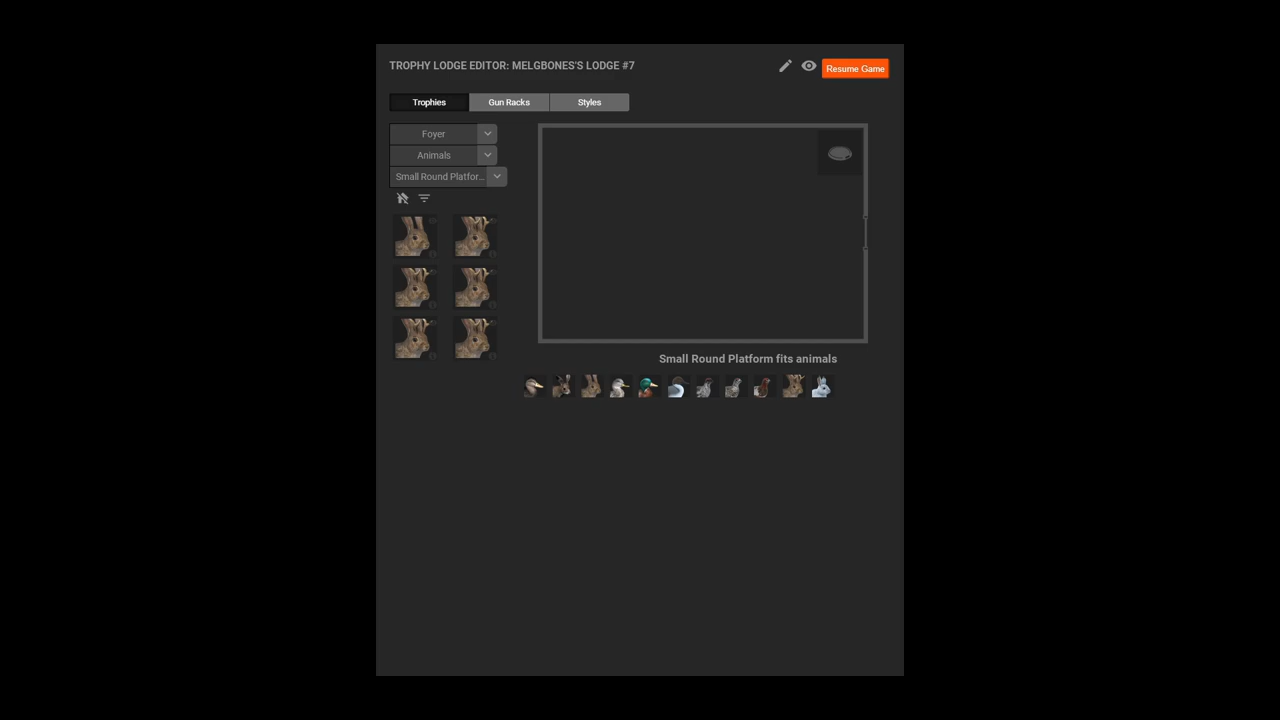 TROPHY LODGE EDITOR: MELGBONES'S LODGE #7
Resume Game
Trophies
Gun Racks
Styles
Foyer
Animals
Small Round Platfor...
Small Round Platform fits animals